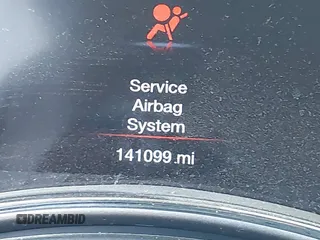 Service
Airbag
System
141099 mi
DREAMBID